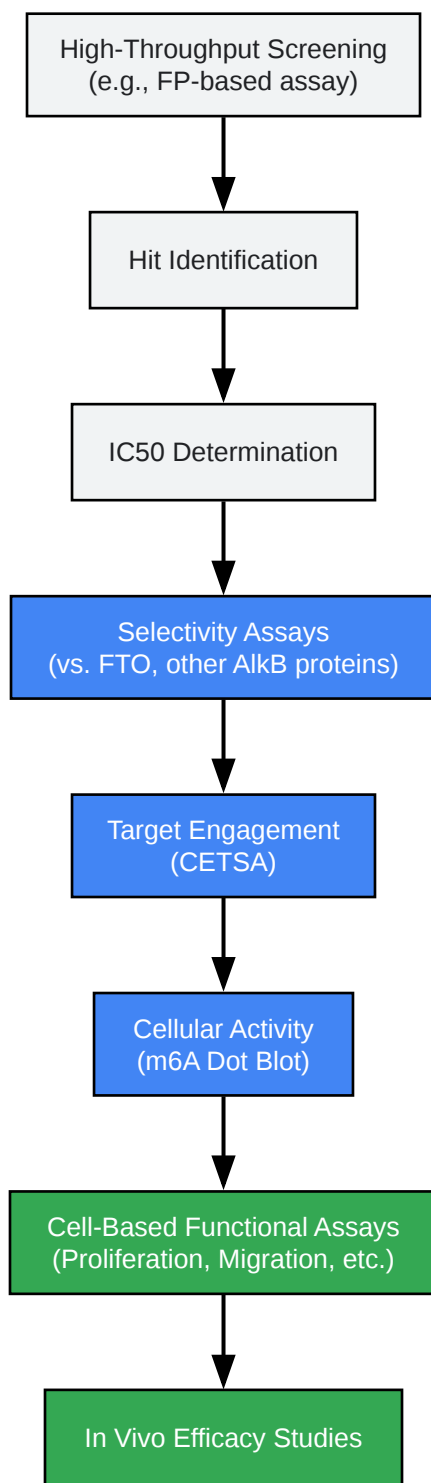 High-Throughput Screening
(e.g., FP-based assay)
Hit Identification
IC50 Determination
Selectivity Assays
(vs. FTO, other AlkB proteins)
Target Engagement
(CETSA)
Cellular Activity
(m6A Dot Blot)
Cell-Based Functional Assays
(Proliferation, Migration, etc.)
In Vivo Efficacy Studies